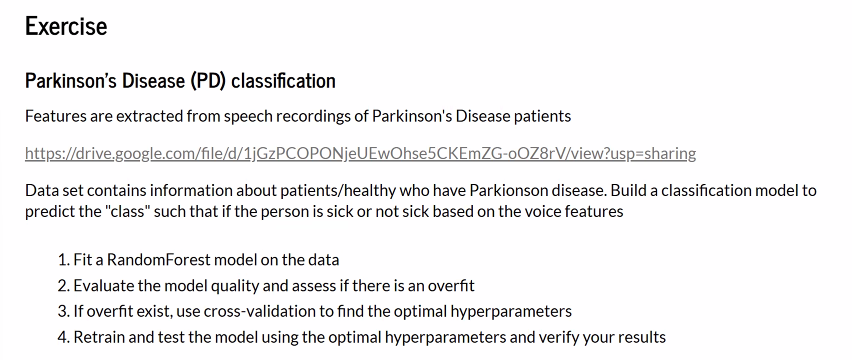 Exercise
Parkinson's Disease (PD) classification
Features are extracted from speech recordings of Parkinson's Disease patients
https://drive.google.com/file/d/1jGzPCOPONjeUEwOhse5CKEmZG-oOZ8rV/view?usp=sharing
Data set contains information about patients/healthy who have Parkionson disease. Build a classification model to
predict the "class" such that if the person is sick or not sick based on the voice features
1. Fit a RandomForest model on the data
2. Evaluate the model quality and assess if there is an overfit
3. If overfit exist, use cross-validation to find the optimal hyperparameters
4. Retrain and test the model using the optimal hyperparameters and verify your results